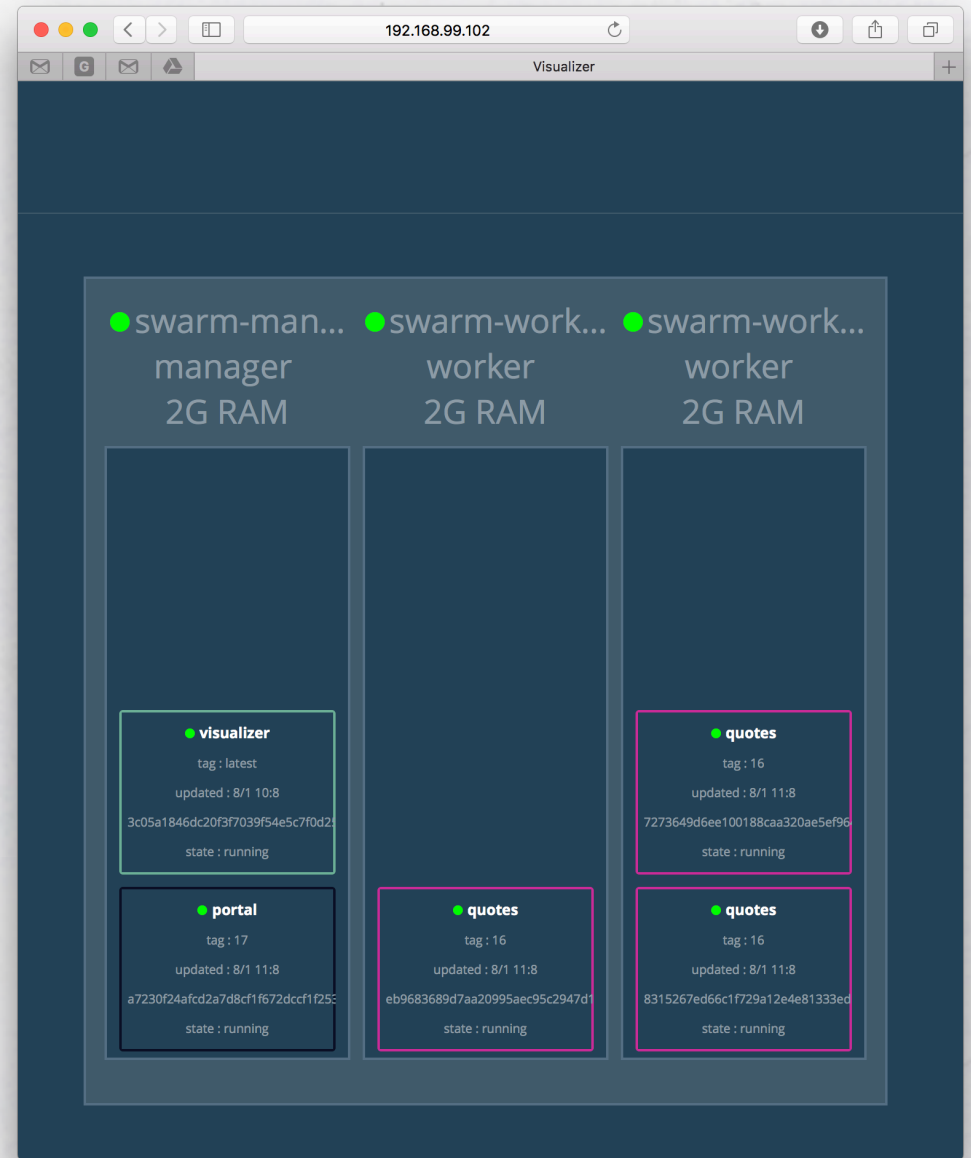 192.168.99.102
G
Visualizer
swarm-man...
manager
2G RAM
swarm-work...
worker
2G RAM
swarm-work...
worker
2G RAM
visualizer
tag : latest
updated : 8/1 10:8
3c05a1846dc20f3f7039f54e5c7f0d25
state : running
portal
tag : 17
updated : 8/1 11:8
a7230f24afcd2a7d8cf1f672dccf1f253
state : running
quotes
tag : 16
updated : 8/1 11:8
eb9683689d7aa20995aec95c2947d1
state : running
quotes
tag : 16
updated : 8/1 11:8
7273649d6ee100188caa320ae5ef964
state : running
quotes
tag : 16
updated : 8/1 11:8
8315267ed66c1f729a12e4e81333ed
state : running